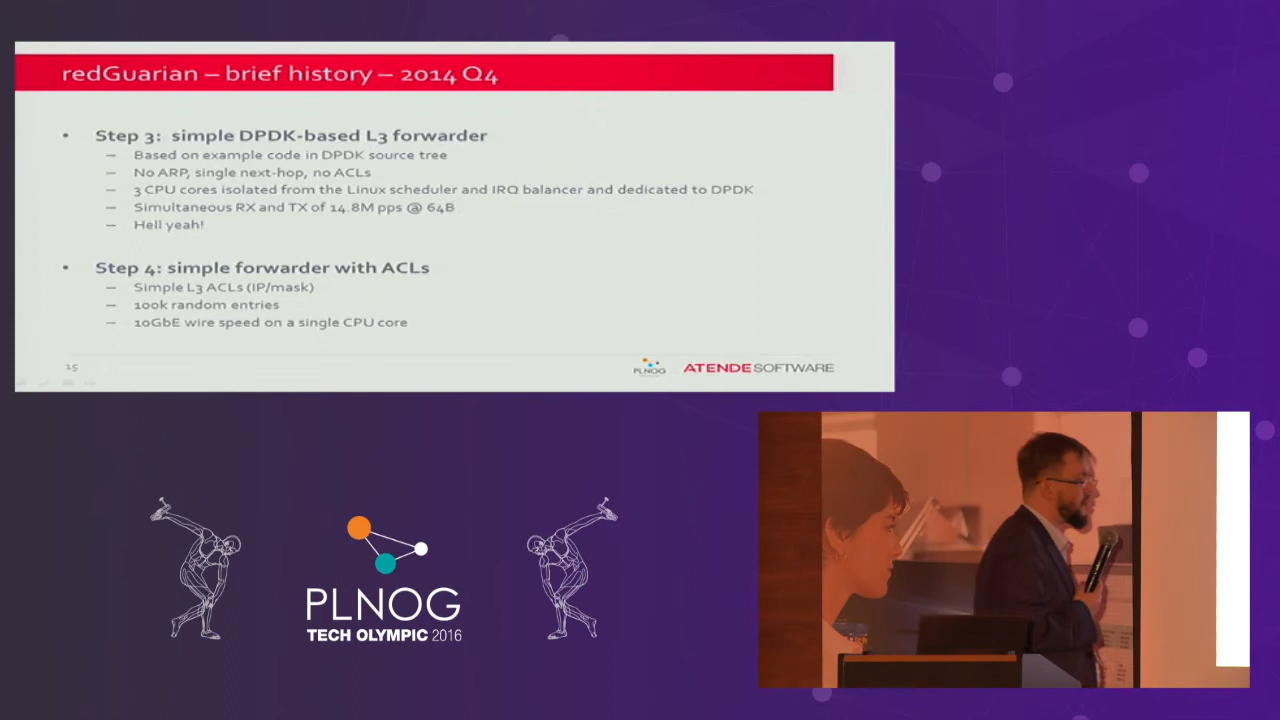 redGuarian – brief history – 2014 Q4
• Step 3: simple DPDK-based L3 forwarder
– Based on example code in DPDK source tree
– No ARP, single next-hop, no ACLs
– 3 CPU cores isolated from the Linux scheduler and IRQ balancer and dedicated to DPDK
– Simultaneous RX and TX of 14.8M pps @ 64B
– Hell yeah!
• Step 4: simple forwarder with ACLs
– Simple L3 ACLs (IP/mask)
– 100k random entries
– 10GbE wire speed on a single CPU core
15
PLNOG
ATENDE SOFTWARE
PLNOG
TECH OLYMPIC 2016